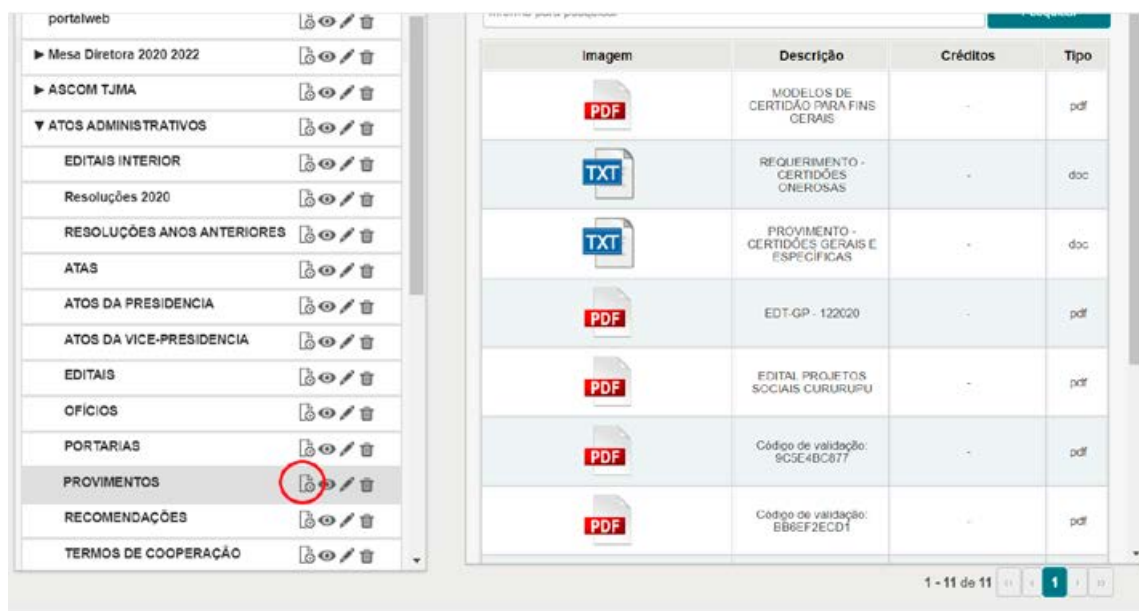 portalweb
▶ Mesa Diretora 2020 2022
▶ ASCOM TJMA
▼ ATOS ADMINISTRATIVOS
EDITAIS INTERIOR
Resoluções 2020
RESOLUÇÕES ANOS ANTERIORES
ATAS
ATOS DA PRESIDENCIA
ATOS DA VICE-PRESIDENCIA
EDITAIS
OFÍCIOS
PORTARIAS
PROVIMENTOS
RECOMENDAÇÕES
TERMOS DE COOPERAÇÃO
Imagem Descrição Créditos Tipo
PDF
MODELOS DE
CERTIDÃO PARA FINS
GERAIS
- pdf
TXT
REQUERIMENTO -
CERTIDÕES
ONEROSAS
- doc
TXT
PROVIMENTO -
CERTIDÕES GERAIS E
ESPECÍFICAS
- doc
PDF EDT-GP - 122020 - pdf
PDF
EDITAL PROJETOS
SOCIAIS CURURUPU
- pdf
PDF
Código de validação:
9C5E4BC877
- pdf
PDF
Código de validação:
BB6EF2ECD1
- pdf
1 - 11 de 11 1